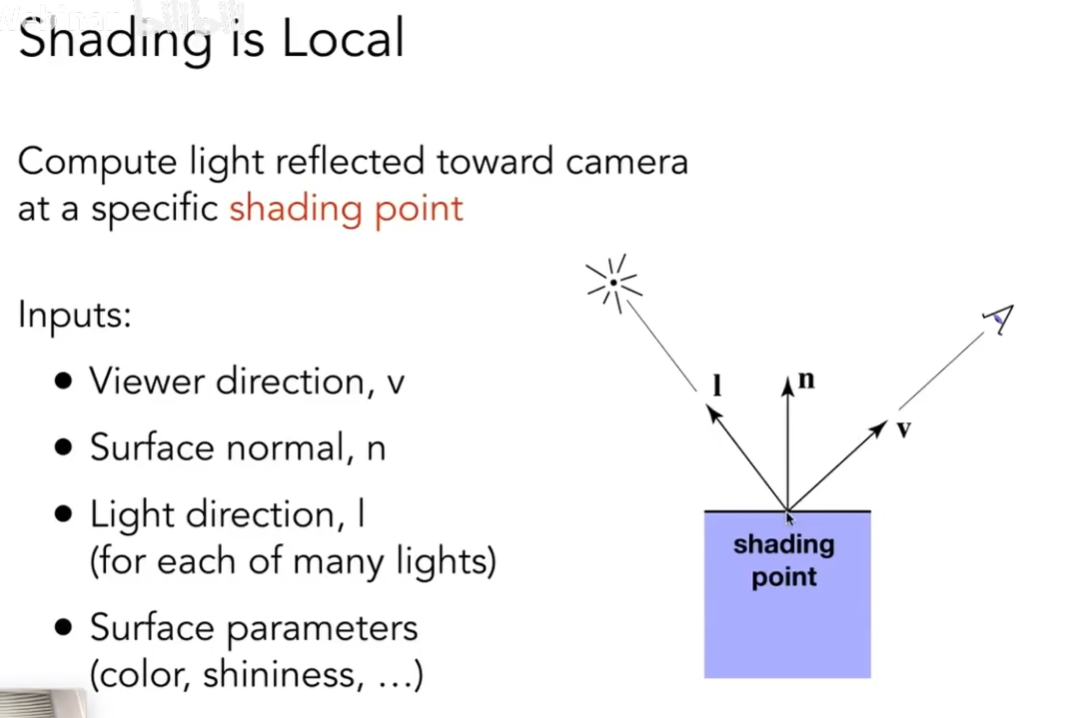 Shading is Local
Compute light reflected toward camera
at a specific shading point
Inputs:
● Viewer direction, v
● Surface normal, n
● Light direction, l
(for each of many lights)
● Surface parameters
(color, shininess, ...)
l
n
v
shading
point